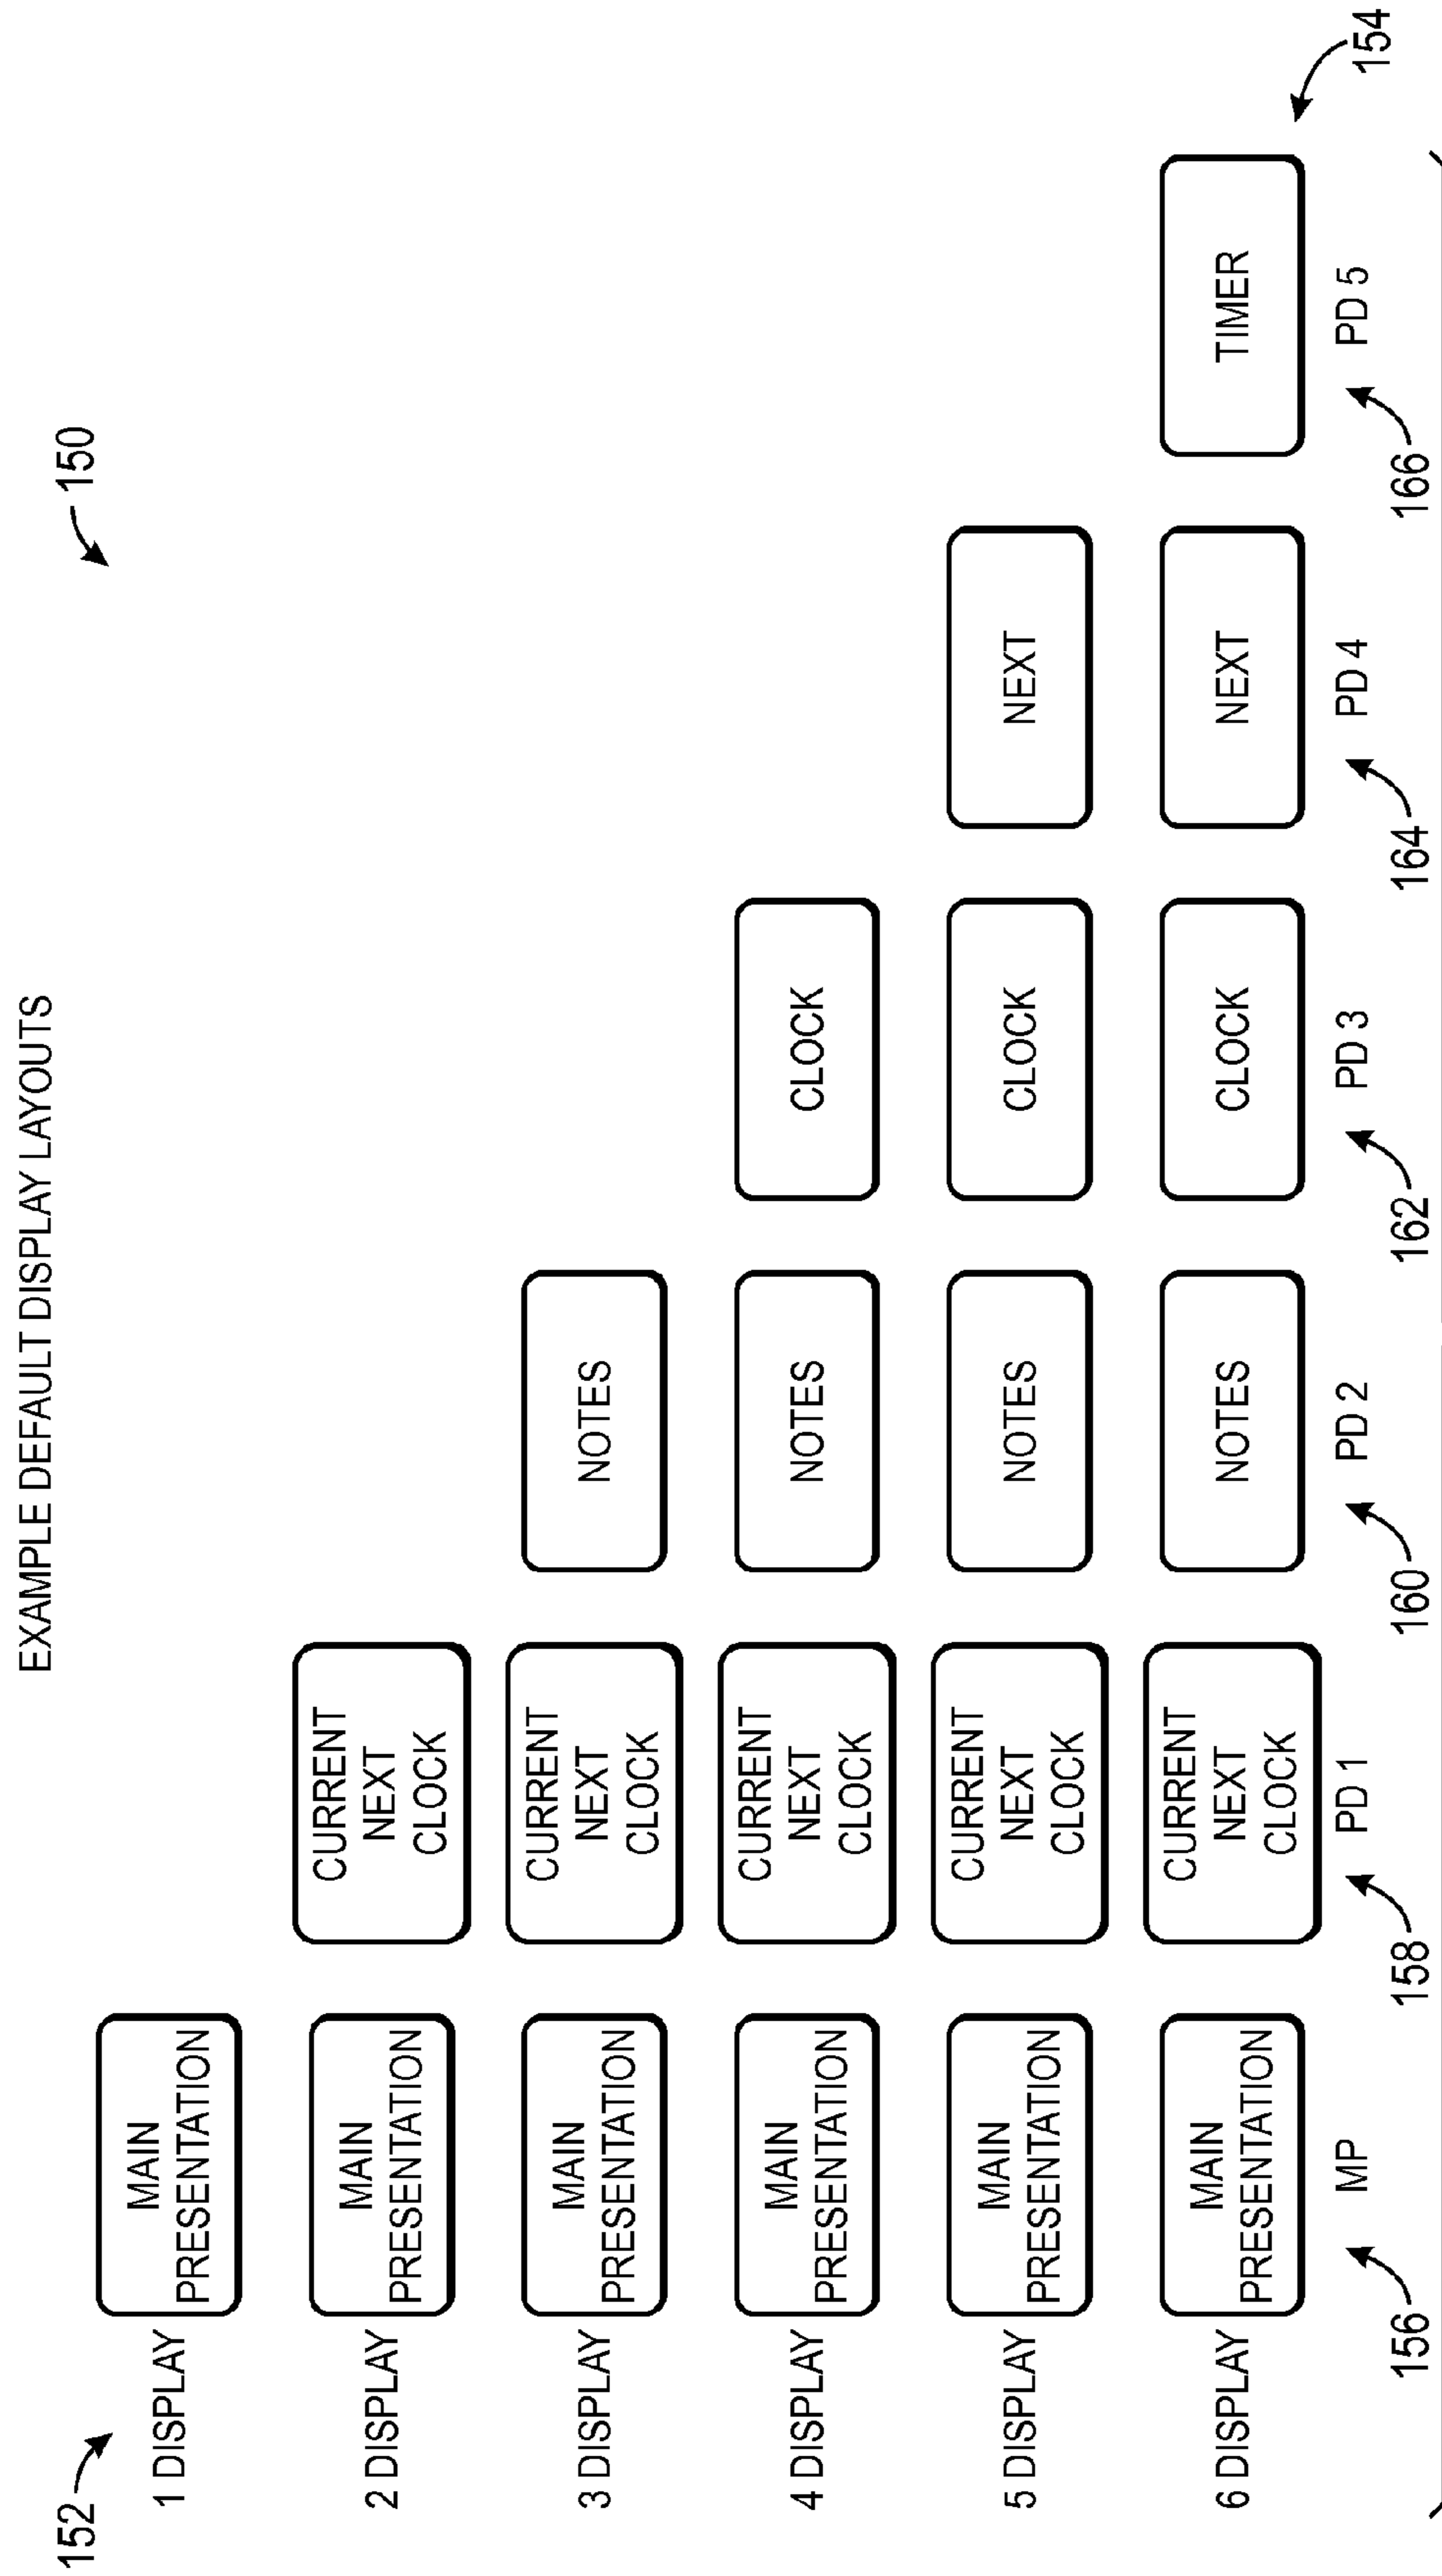 EXAMPLE DEFAULT DISPLAY LAYOUTS
152
150
1 DISPLAY
MAIN
PRESENTATION
2 DISPLAY
MAIN
PRESENTATION
CURRENT
NEXT
CLOCK
3 DISPLAY
MAIN
PRESENTATION
CURRENT
NEXT
CLOCK
NOTES
4 DISPLAY
MAIN
PRESENTATION
CURRENT
NEXT
CLOCK
NOTES
CLOCK
5 DISPLAY
MAIN
PRESENTATION
CURRENT
NEXT
CLOCK
NOTES
CLOCK
NEXT
6 DISPLAY
MAIN
PRESENTATION
CURRENT
NEXT
CLOCK
NOTES
CLOCK
NEXT
TIMER
MP
PD 1
PD 2
PD 3
PD 4
PD 5
154
156
158
160
162
164
166